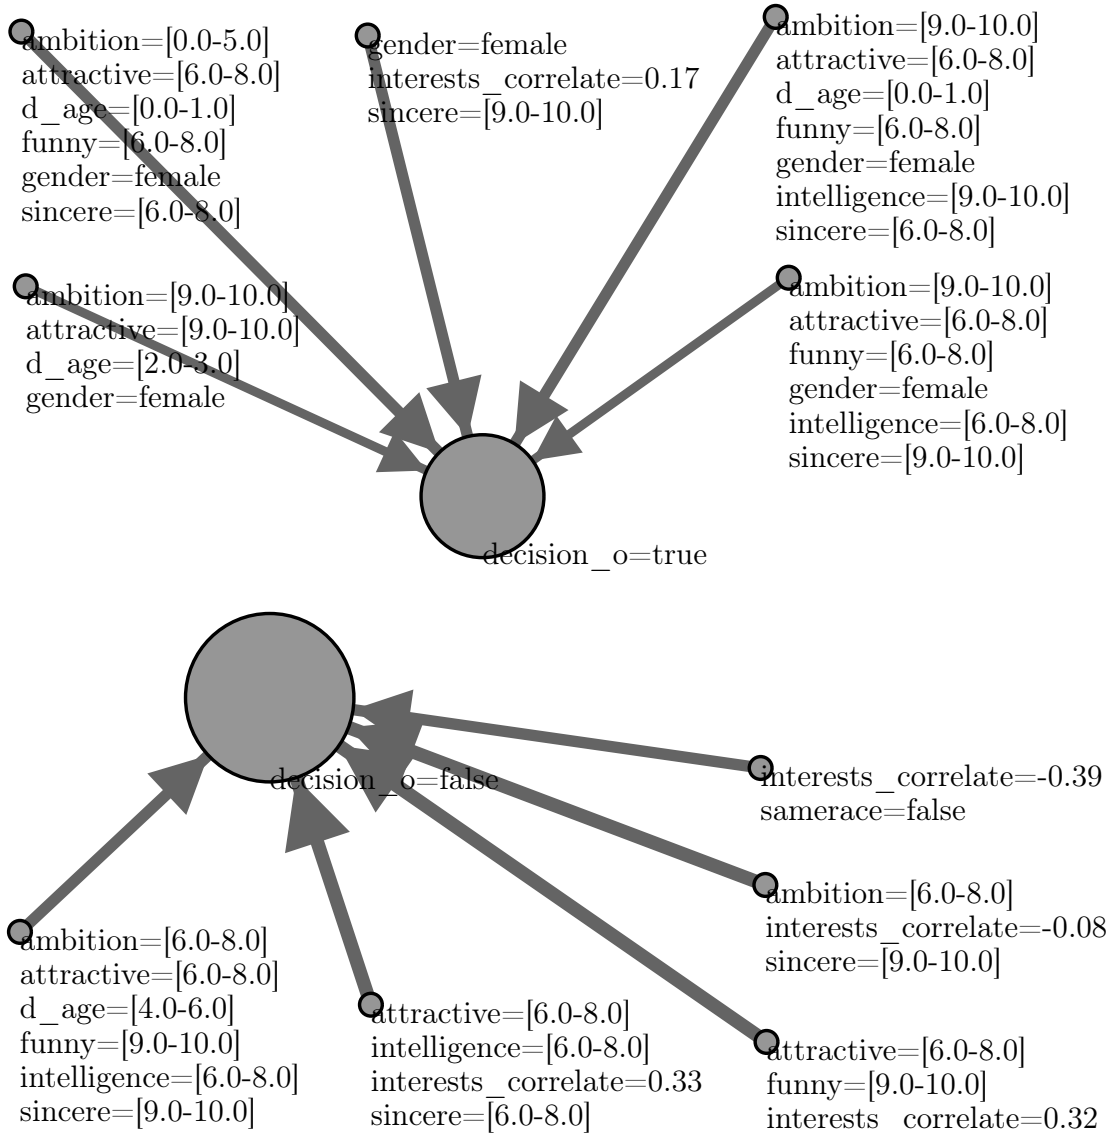 ambition=[0.0-5.0]
attractive=[6.0-8.0]
d_age=[0.0-1.0]
funny=[6.0-8.0]
gender=female
sincere=[6.0-8.0]
gender=female
interests_correlate=0.17
sincere=[9.0-10.0]
ambition=[9.0-10.0]
attractive=[6.0-8.0]
d_age=[0.0-1.0]
funny=[6.0-8.0]
gender=female
intelligence=[9.0-10.0]
sincere=[6.0-8.0]
ambition=[9.0-10.0]
attractive=[9.0-10.0]
d_age=[2.0-3.0]
gender=female
ambition=[9.0-10.0]
attractive=[6.0-8.0]
funny=[6.0-8.0]
gender=female
intelligence=[6.0-8.0]
sincere=[9.0-10.0]
decision_o=true
decision_o=false
interests_correlate=-0.39
samerace=false
ambition=[6.0-8.0]
interests_correlate=-0.08
sincere=[9.0-10.0]
ambition=[6.0-8.0]
attractive=[6.0-8.0]
d_age=[4.0-6.0]
funny=[9.0-10.0]
intelligence=[6.0-8.0]
sincere=[9.0-10.0]
attractive=[6.0-8.0]
intelligence=[6.0-8.0]
interests_correlate=0.33
sincere=[6.0-8.0]
attractive=[6.0-8.0]
funny=[9.0-10.0]
interests_correlate=0.32